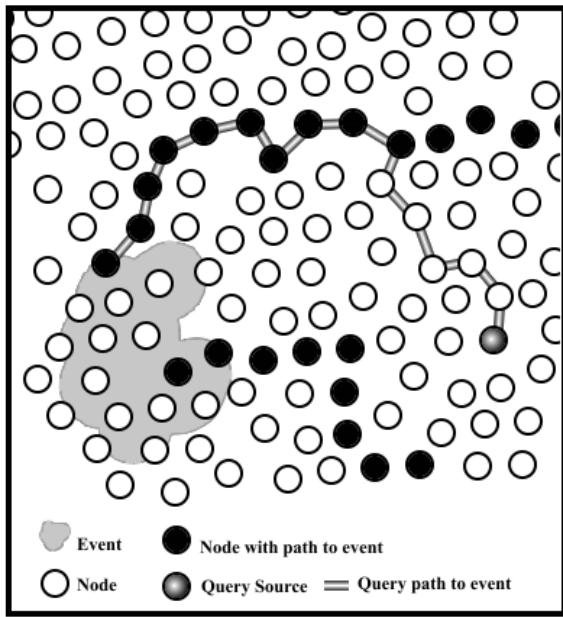 Event
Node with path to event
Node
Query Source
Query path to event